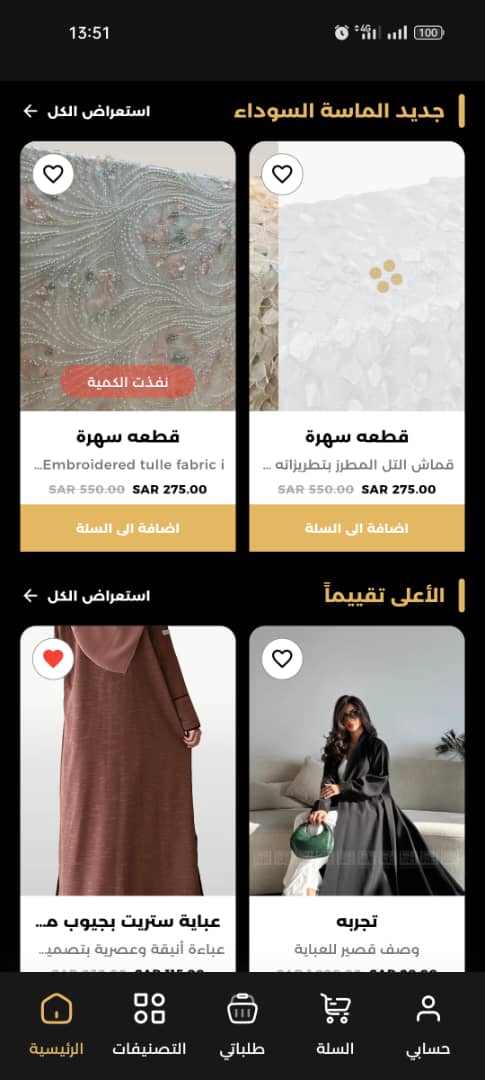 13:51
4G
100
جديد الماسة السوداء
استعراض الكل
قطعه سهرة
قماش التل المطرز بتطريزاته ...
SAR 550.00 SAR 275.00
اضافة الى السلة
نفذت الكمية
قطعه سهرة
Embroidered tulle fabric i...
SAR 550.00 SAR 275.00
اضافة الى السلة
الأعلى تقييماً
استعراض الكل
تجربه
وصف قصير للعباية
عباية ستريت بجيوب م...
عباءة أنيقة وعصرية بتصمي...
حسابي
السلة
طلباتي
التصنيفات
الرئيسية